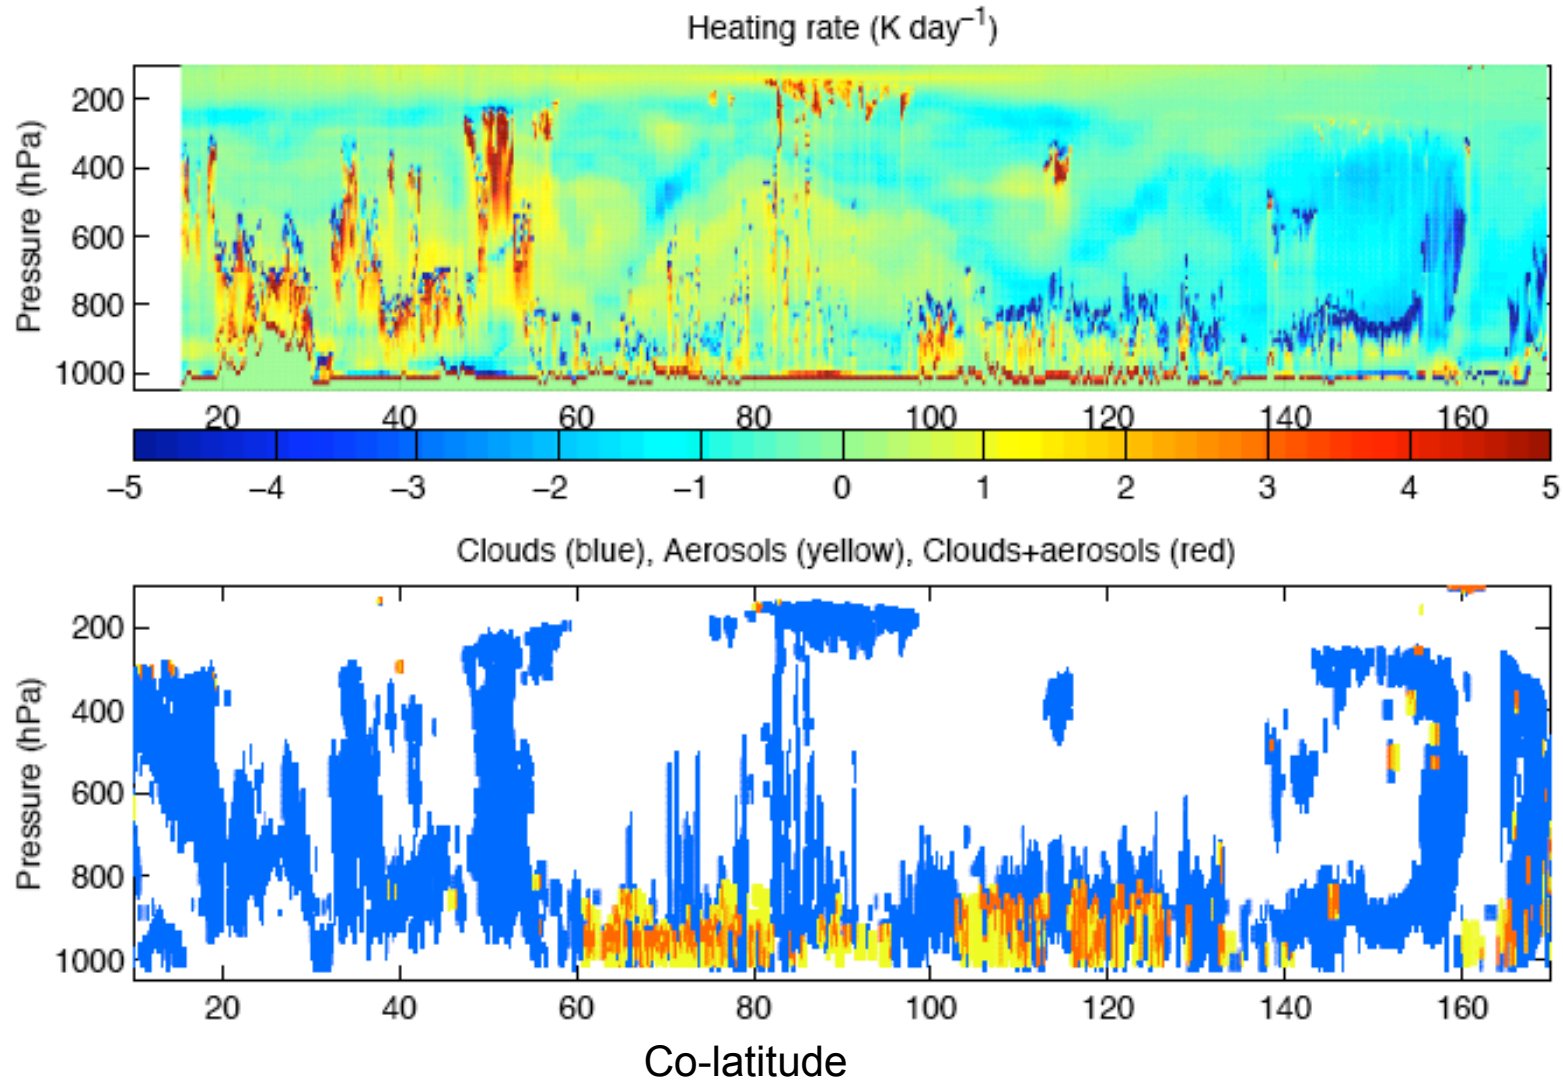 Heating rate (K day⁻¹)
Pressure (hPa)
200
400
600
800
1000
20 40 60 80 100 120 140 160
−5 −4 −3 −2 −1 0 1 2 3 4 5
Clouds (blue), Aerosols (yellow), Clouds+aerosols (red)
Pressure (hPa)
200
400
600
800
1000
20 40 60 80 100 120 140 160
Co-latitude